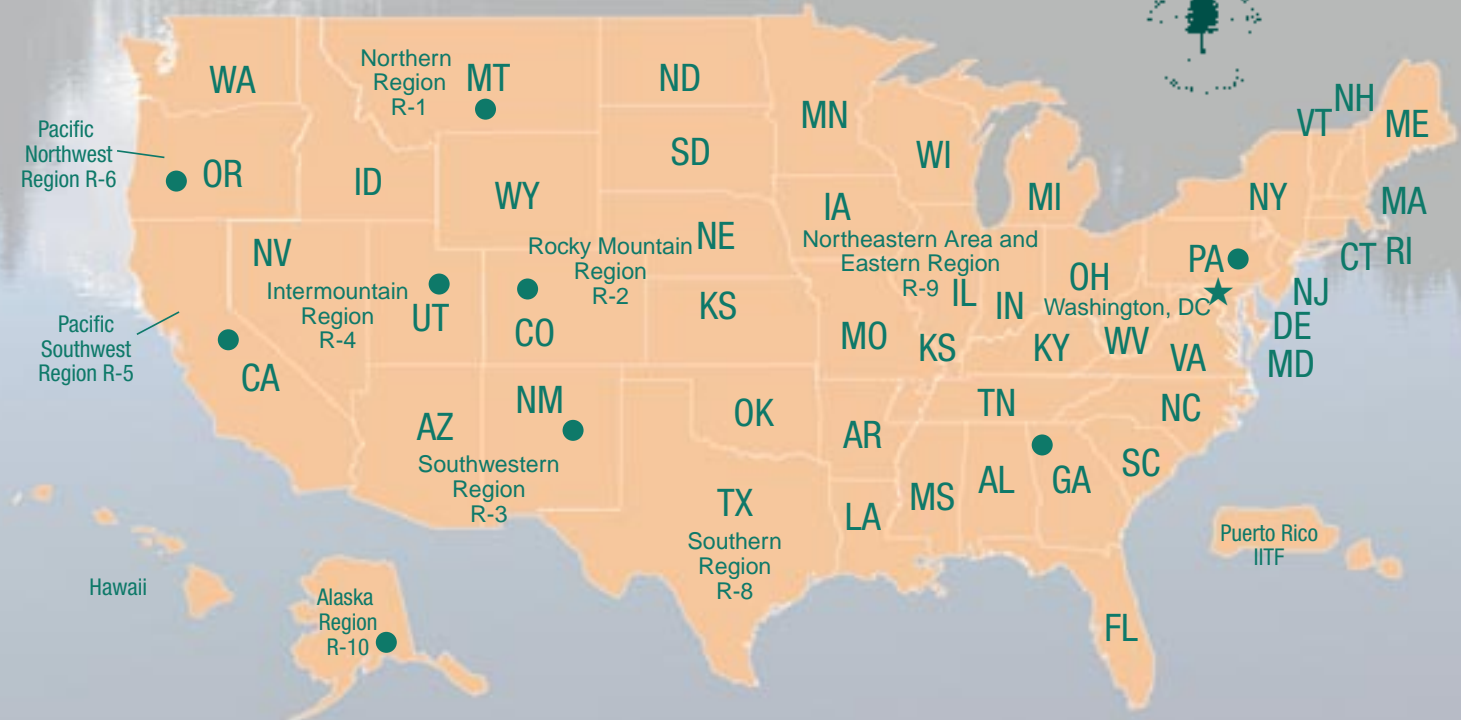 WA
Northern
Region
R-1
MT
ND
MN
WI
MI
VT
NH
ME
Pacific
Northwest
Region R-6
OR
ID
WY
SD
IA
NY
MA
NV
Rocky Mountain
Region
R-2
NE
Northeastern Area and
Eastern Region
R-9
IL
IN
OH
PA
CT
RI
Washington, DC
NJ
DE
MD
Intermountain
Region
R-4
UT
CO
KS
MO
KS
KY
WV
VA
Pacific
Southwest
Region R-5
CA
AZ
NM
Southwestern
Region
R-3
OK
AR
TN
NC
SC
TX
Southern
Region
R-8
LA
MS
AL
GA
FL
Puerto Rico
IITF
Hawaii
Alaska
Region
R-10